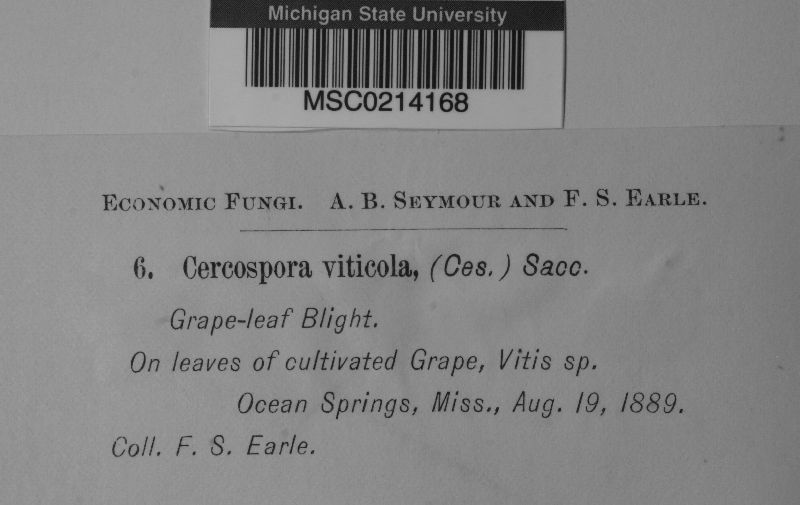 Michigan State University
MSC0214168
Economic Fungi. A. B. Seymour and F. S. Earle.
6. Cercospora viticola, (Ces.) Sacc.
Grape-leaf Blight.
On leaves of cultivated Grape, Vitis sp.
Ocean Springs, Miss., Aug. 19, 1889.
Coll. F. S. Earle.